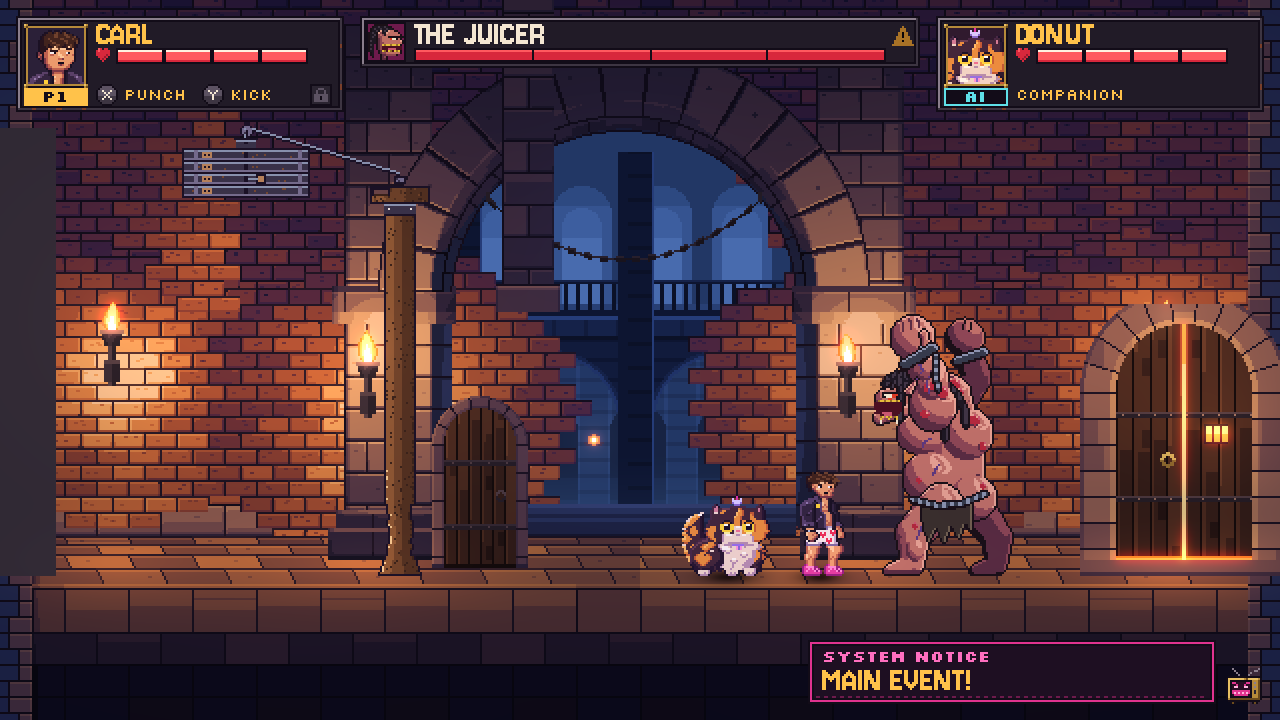 CARL
P1
X PUNCH Y KICK
THE JUICER
DONUT
AI
COMPANION
SYSTEM NOTICE
MAIN EVENT!